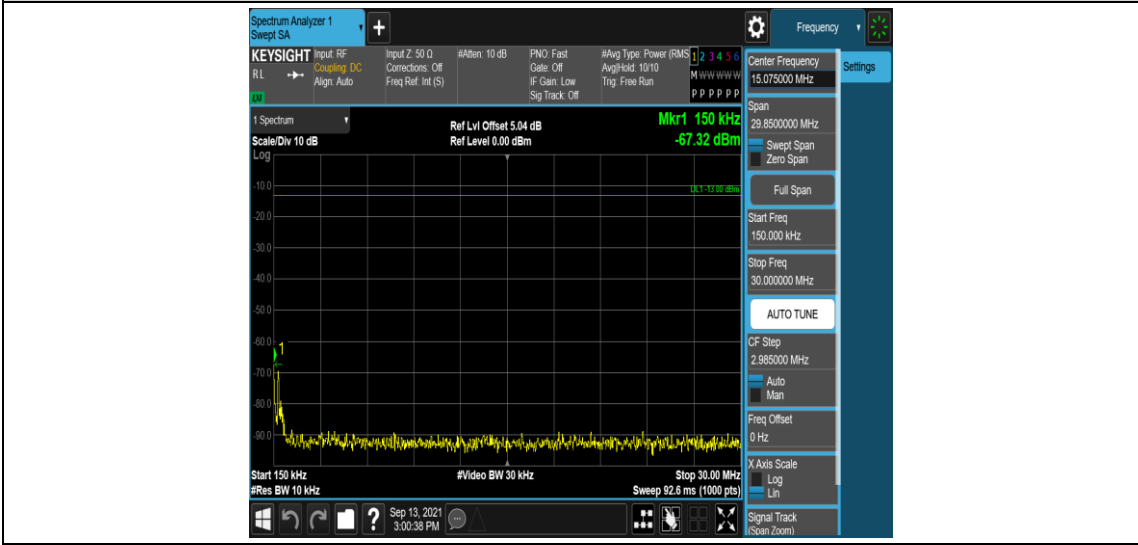 Spectrum Analyzer 1
Swept SA
+
Frequency
KEYSIGHT Input: RF
Coupling: DC
Align: Auto
RL
LM
Input Z: 50 Ω
Corrections: Off
Freq Ref: Int (S)
#Atten: 10 dB
PNO: Fast
Gate: Off
IF Gain: Low
Sig Track: Off
#Avg Type: Power (RMS
Avg|Hold: 10/10
Trig: Free Run
1 2 3 4 5 6
M W W W W W
P P P P P P
1 Spectrum
Scale/Div 10 dB
Log
Ref Lvl Offset 5.04 dB
Ref Level 0.00 dBm
Mkr1 150 kHz
-67.32 dBm
DL1 -13.00 dBm
-10.0
-20.0
-30.0
-40.0
-50.0
-60.0
-70.0
-80.0
-90.0
1
Start 150 kHz
#Res BW 10 kHz
#Video BW 30 kHz
Stop 30.00 MHz
Sweep 92.6 ms (1000 pts)
Center Frequency
15.075000 MHz
Settings
Span
29.8500000 MHz
Swept Span
Zero Span
Full Span
Start Freq
150.000 kHz
Stop Freq
30.000000 MHz
AUTO TUNE
CF Step
2.985000 MHz
Auto
Man
Freq Offset
0 Hz
X Axis Scale
Log
Lin
Signal Track
(Span Zoom)
?
Sep 13, 2021
3:00:38 PM